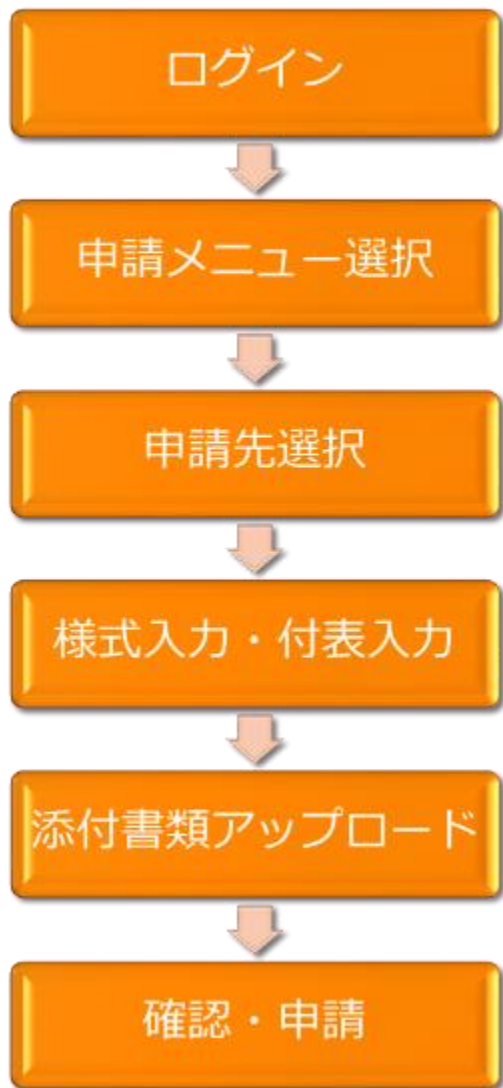 ログイン
申請メニュー選択
申請先選択
様式入力・付表入力
添付書類アップロード
確認・申請